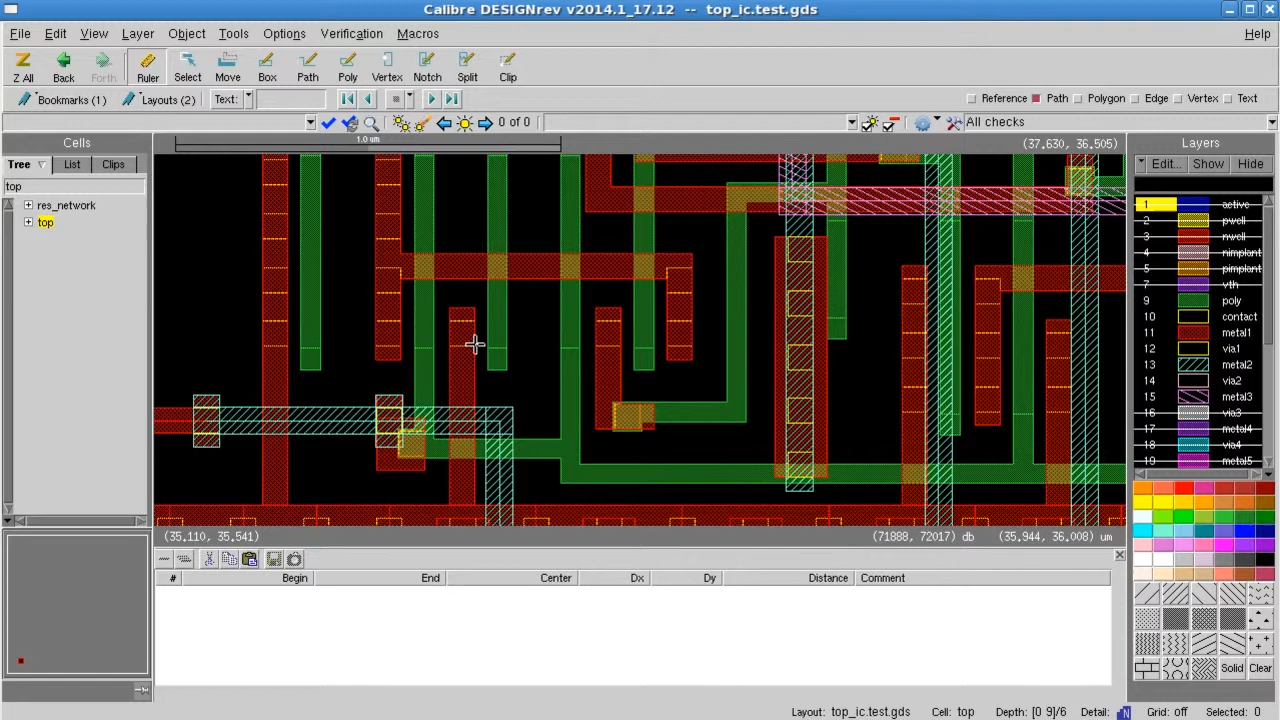 Calibre DESIGNrev v2014.1_17.12 -- top_ic.test.gds
File Edit View Layer Object Tools Options Verification Macros Help
Z All Back Forth Ruler Select Move Box Path Poly Vertex Notch Split Clip
Bookmarks (1) Layouts (2) Text: Reference Path Polygon Edge Vertex Text
0 of 0 All checks
Cells 1.0 um (37.630, 36.505) Layers
Tree List Clips Edit... Show Hide
top
res_network
top
1 active
2 pwell
3 nwell
4 nimplant
5 pimplant
7 vth
9 poly
10 contact
11 metal1
12 via1
13 metal2
14 via2
15 metal3
16 via3
17 metal4
18 via4
19 metal5
(35.110, 35.541) (71888, 72017) db (35.944, 36.008) um
# Begin End Center Dx Dy Distance Comment
Solid Clear
Layout: top_ic.test.gds Cell: top Depth: [0 9]/6 Detail: N Grid: off Selected: 0